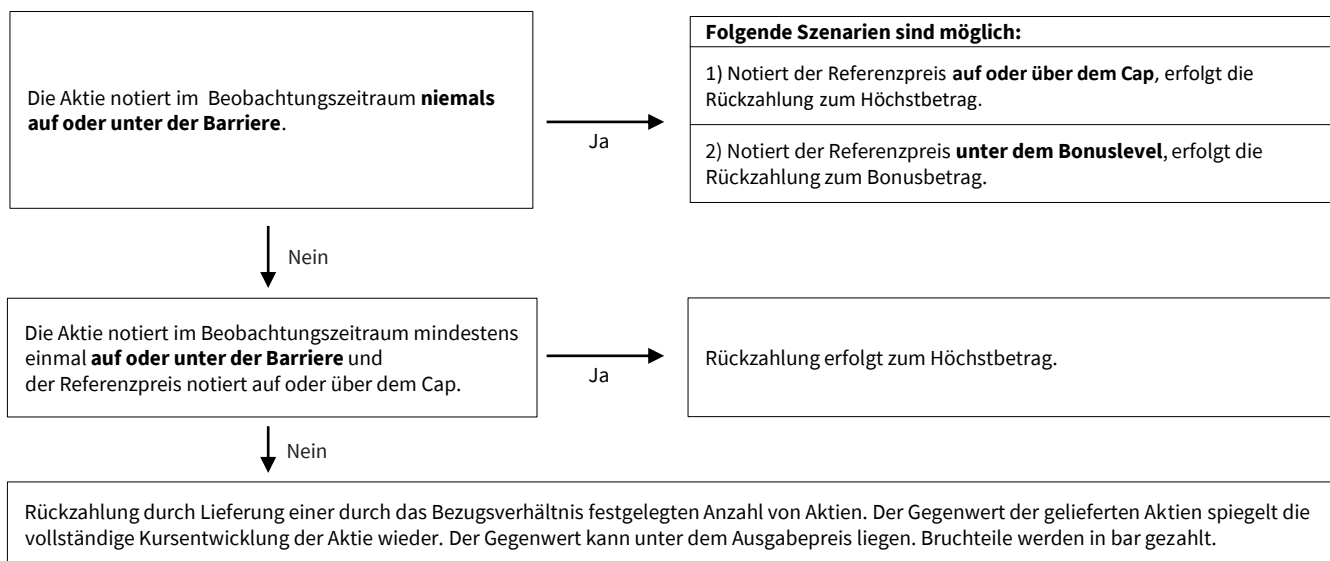 Die Aktie notiert im Beobachtungszeitraum niemals
auf oder unter der Barriere.
Ja
Folgende Szenarien sind möglich:
1) Notiert der Referenzpreis auf oder über dem Cap, erfolgt die
Rückzahlung zum Höchstbetrag.
2) Notiert der Referenzpreis unter dem Bonuslevel, erfolgt die
Rückzahlung zum Bonusbetrag.
Nein
Die Aktie notiert im Beobachtungszeitraum mindestens
einmal auf oder unter der Barriere und
der Referenzpreis notiert auf oder über dem Cap.
Ja
Rückzahlung erfolgt zum Höchstbetrag.
Nein
Rückzahlung durch Lieferung einer durch das Bezugsverhältnis festgelegten Anzahl von Aktien. Der Gegenwert der gelieferten Aktien spiegelt die
vollständige Kursentwicklung der Aktie wieder. Der Gegenwert kann unter dem Ausgabepreis liegen. Bruchteile werden in bar gezahlt.